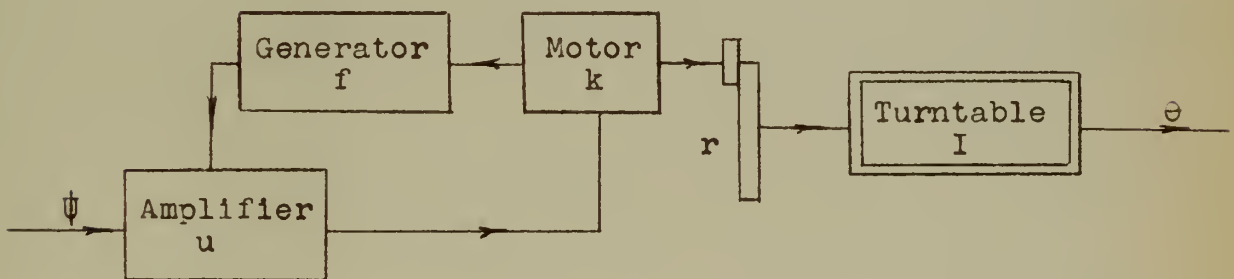 Generator
f
Motor
k
r
Turntable
I
θ
ψ
Amplifier
u